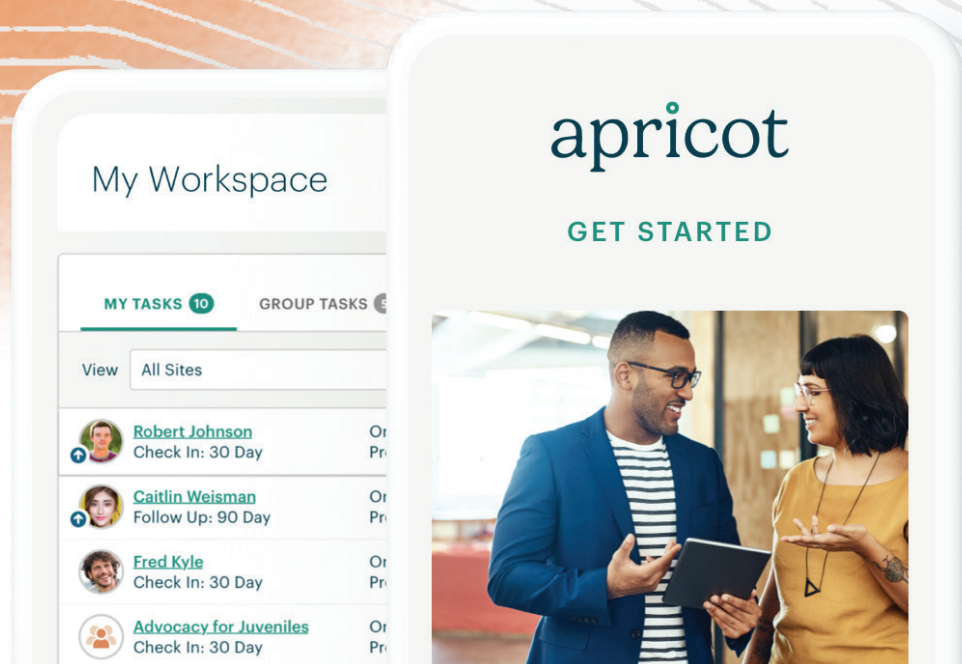 My Workspace
MY TASKS 10
GROUP TASKS
View
All Sites
Robert Johnson
Check In: 30 Day
Caitlin Weisman
Follow Up: 90 Day
Fred Kyle
Check In: 30 Day
Advocacy for Juveniles
Check In: 30 Day
apricot
GET STARTED